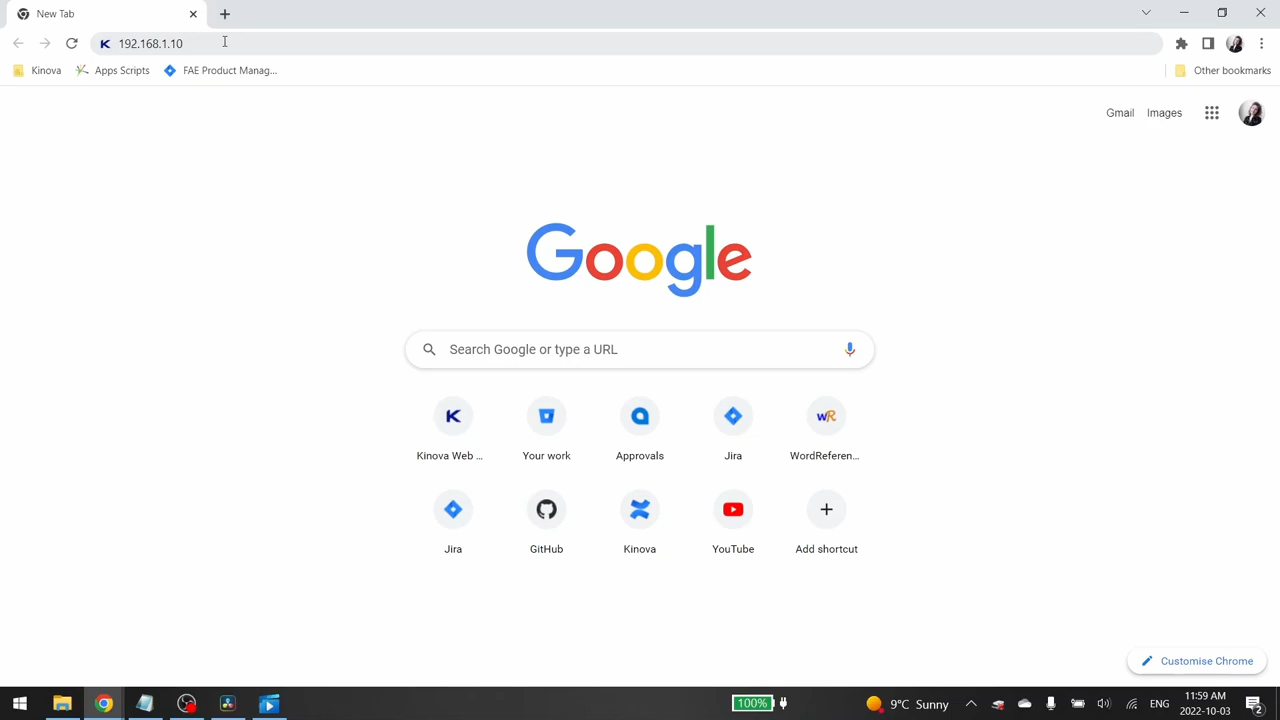 New Tab
192.168.1.10
Kinova
Apps Scripts
FAE Product Manag...
Other bookmarks
Gmail
Images
Google
Search Google or type a URL
Kinova Web ...
Your work
Approvals
Jira
WordReferen...
Jira
GitHub
Kinova
YouTube
Add shortcut
Customise Chrome
100%
9°C Sunny
ENG
11:59 AM
2022-10-03
2